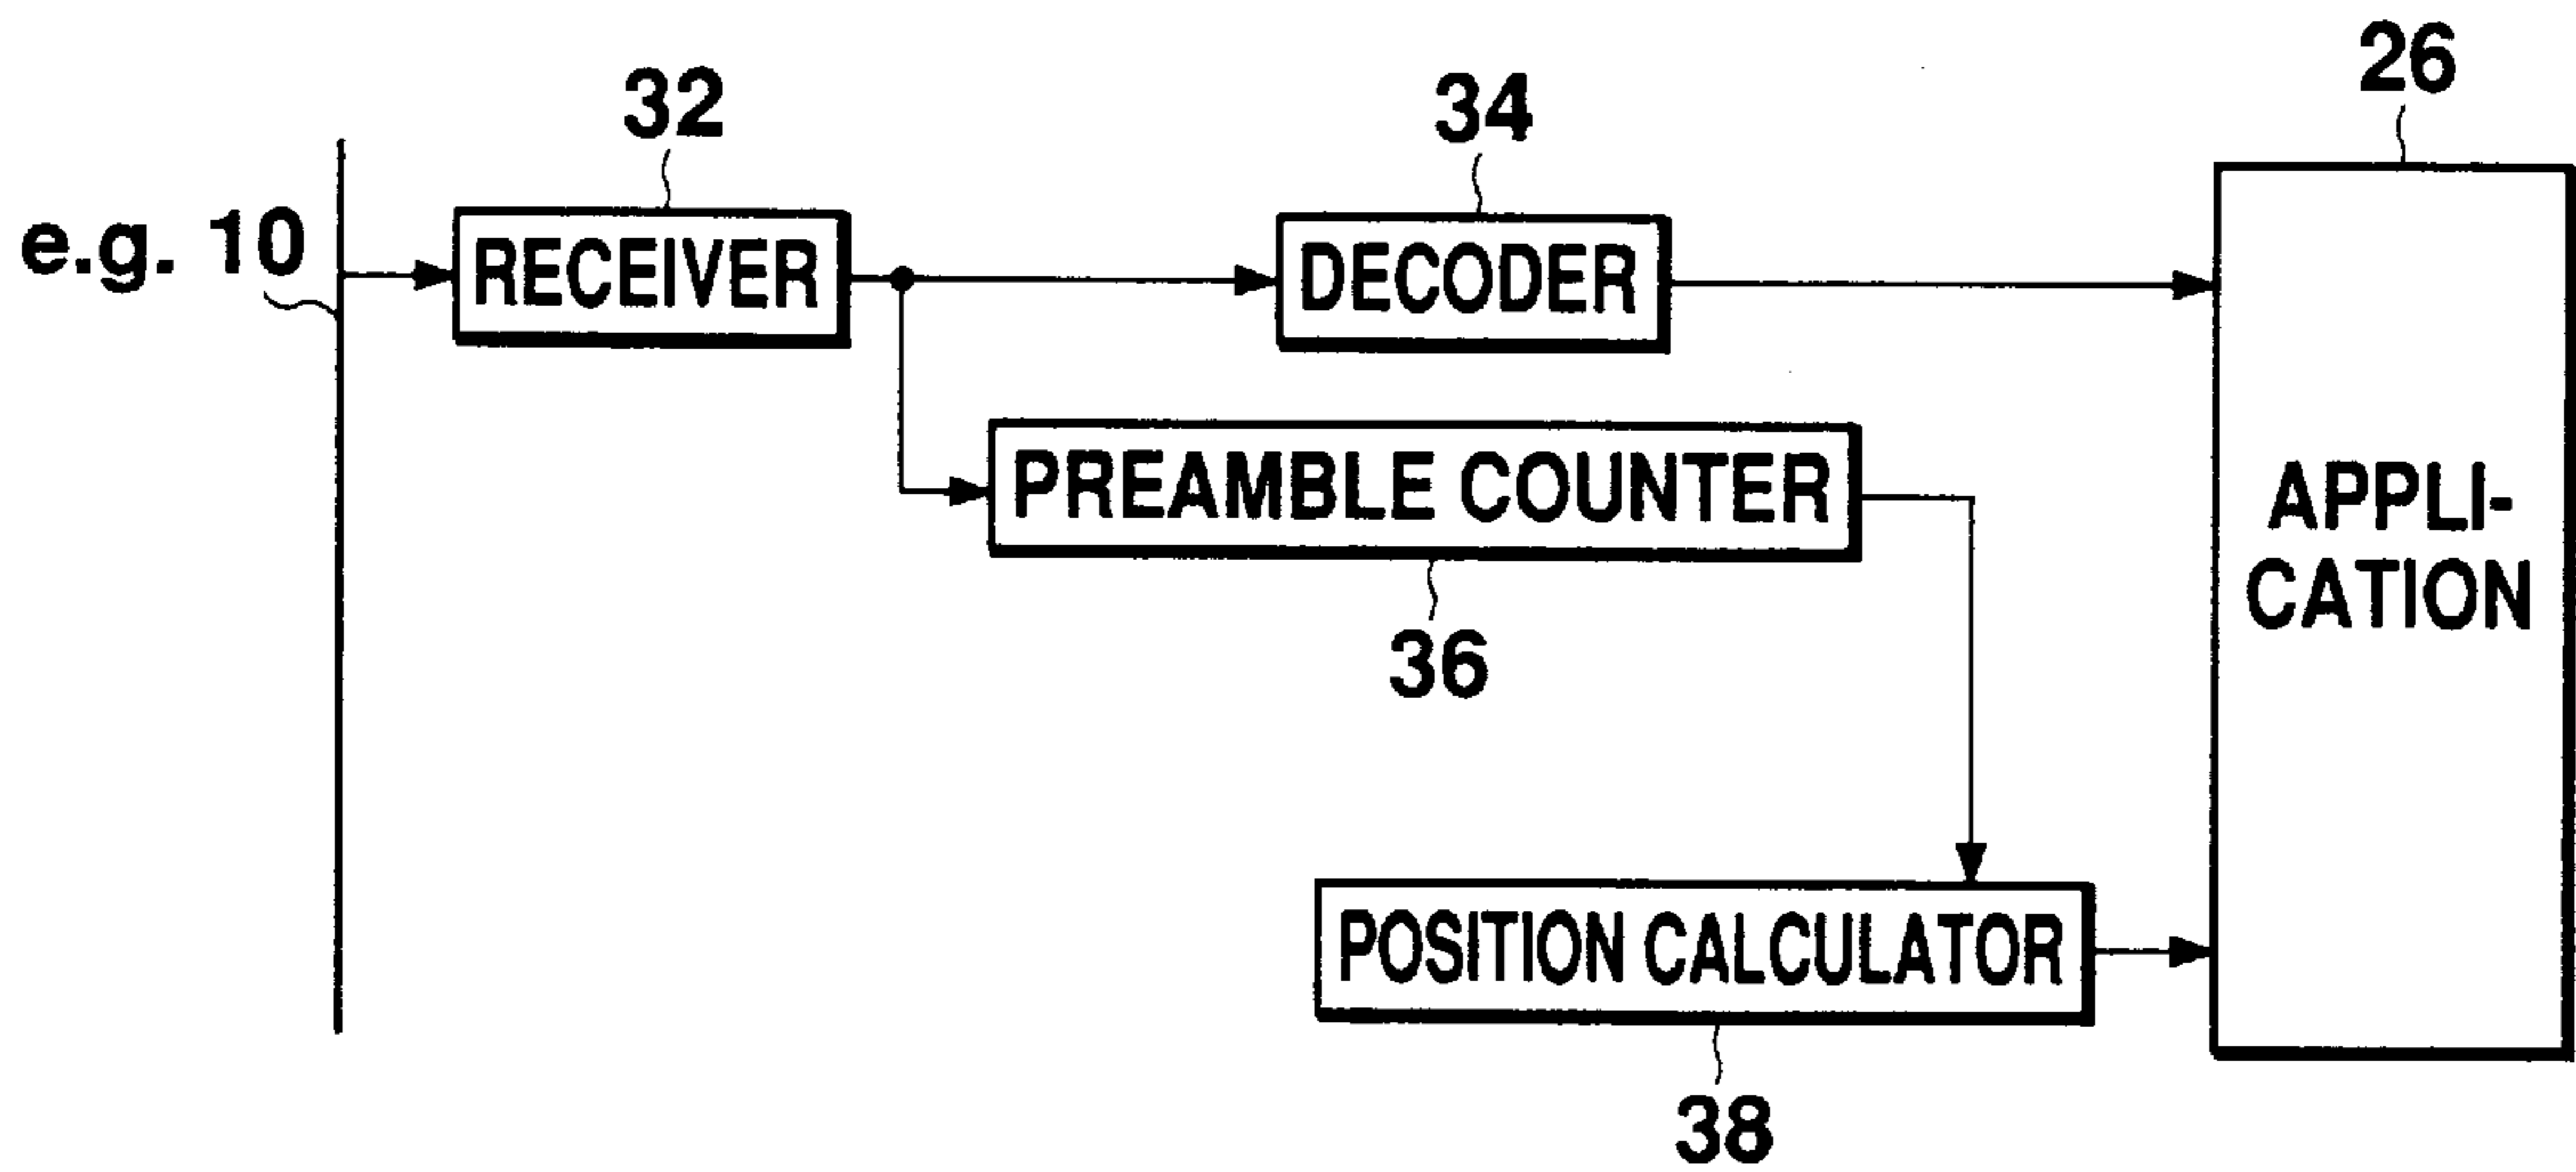 26
32
34
e.g. 10
RECEIVER
DECODER
PREAMBLE COUNTER
APPLI-
CATION
36
POSITION CALCULATOR
38